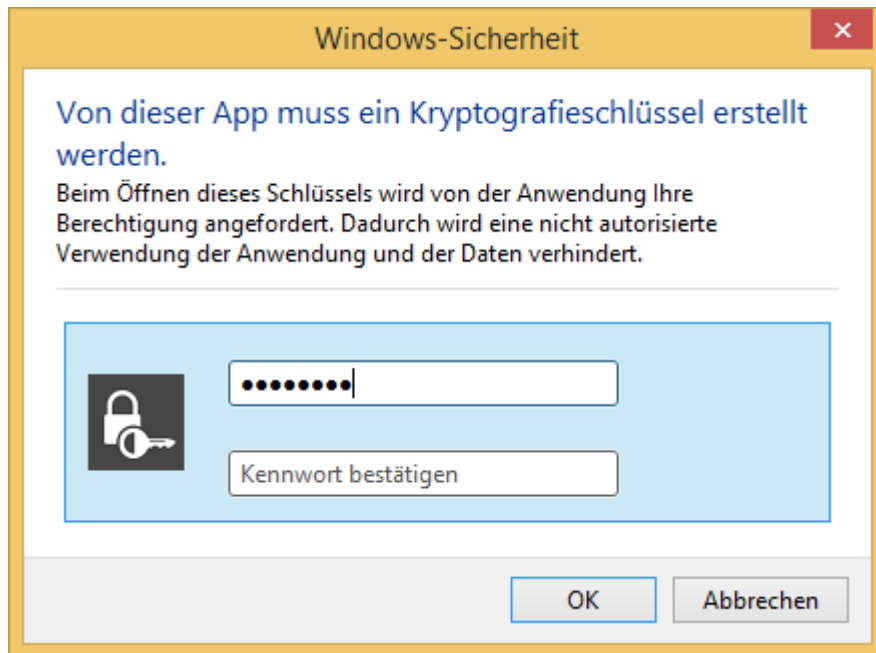 Windows-Sicherheit
Von dieser App muss ein Kryptografieschlüssel erstellt
werden.
Beim Öffnen dieses Schlüssels wird von der Anwendung Ihre
Berechtigung angefordert. Dadurch wird eine nicht autorisierte
Verwendung der Anwendung und der Daten verhindert.
••••••••
Kennwort bestätigen
OK
Abbrechen